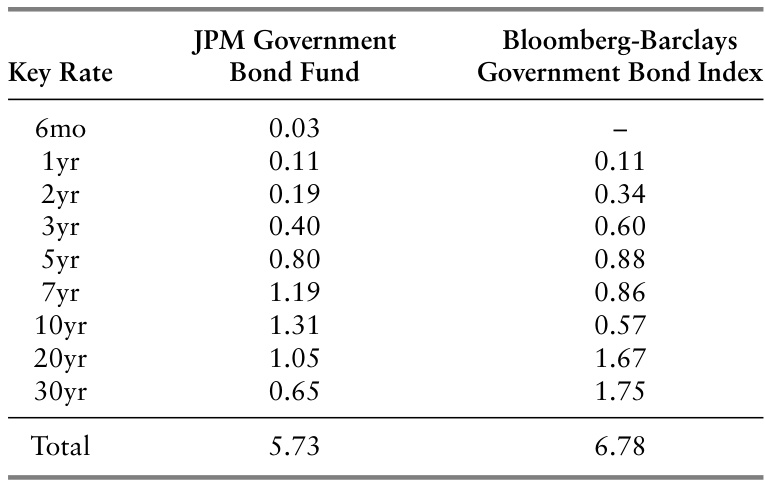 JPM Government Bloomberg-Barclays
Key Rate Bond Fund Government Bond Index
6mo 0.03 –
1yr 0.11 0.11
2yr 0.19 0.34
3yr 0.40 0.60
5yr 0.80 0.88
7yr 1.19 0.86
10yr 1.31 0.57
20yr 1.05 1.67
30yr 0.65 1.75
Total 5.73 6.78